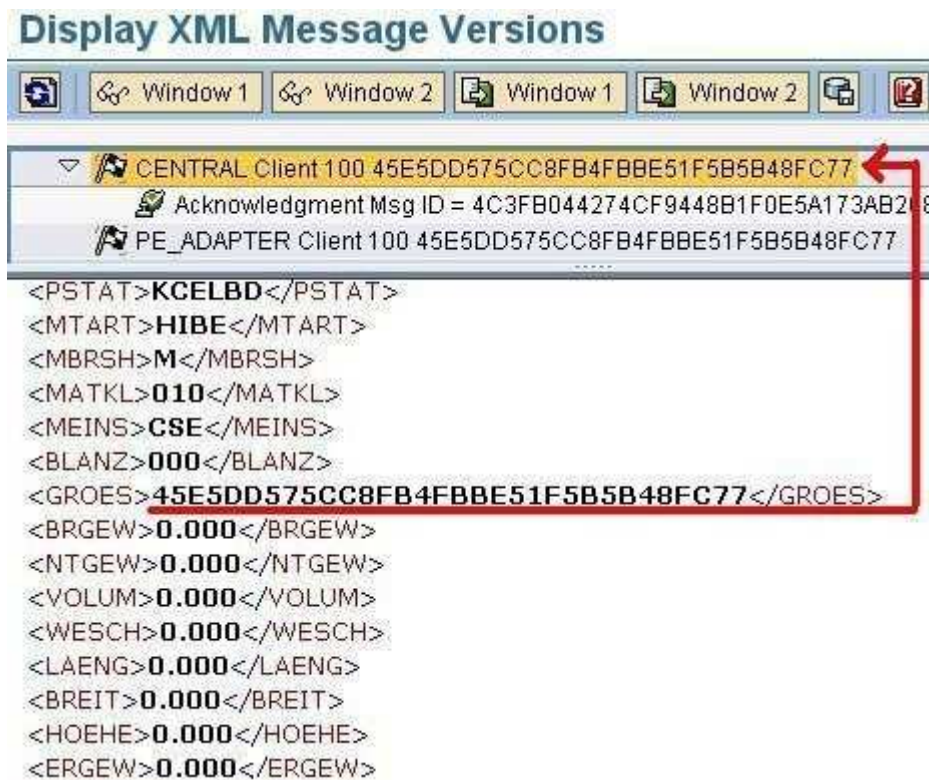 Display XML Message Versions
Window 1 Window 2 Window 1 Window 2
CENTRAL Client 100 45E5DD575CC8FB4FBBE51F5B5B48FC77
Acknowledgment Msg ID = 4C3FB044274CF9448B1F0E5A173AB268
PE_ADAPTER Client 100 45E5DD575CC8FB4FBBE51F5B5B48FC77
<PSTAT>KCELBD</PSTAT>
<MTART>HIBE</MTART>
<MBRSH>M</MBRSH>
<MATKL>010</MATKL>
<MEINS>CSE</MEINS>
<BLANZ>000</BLANZ>
<GROES>45E5DD575CC8FB4FBBE51F5B5B48FC77</GROES>
<BRGEW>0.000</BRGEW>
<NTGEW>0.000</NTGEW>
<VOLUM>0.000</VOLUM>
<WESCH>0.000</WESCH>
<LAENG>0.000</LAENG>
<BREIT>0.000</BREIT>
<HOEHE>0.000</HOEHE>
<ERGEW>0.000</ERGEW>